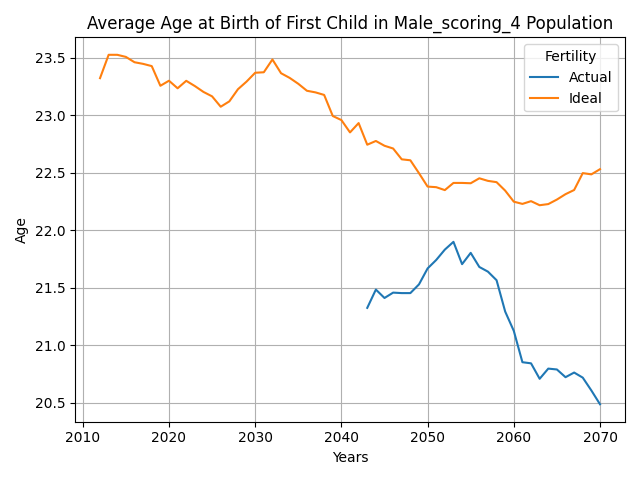 Average Age at Birth of First Child in Male_scoring_4 Population
Fertility
Actual
Ideal
23.5
23.0
22.5
22.0
21.5
21.0
20.5
Age
2010 2020 2030 2040 2050 2060 2070
Years